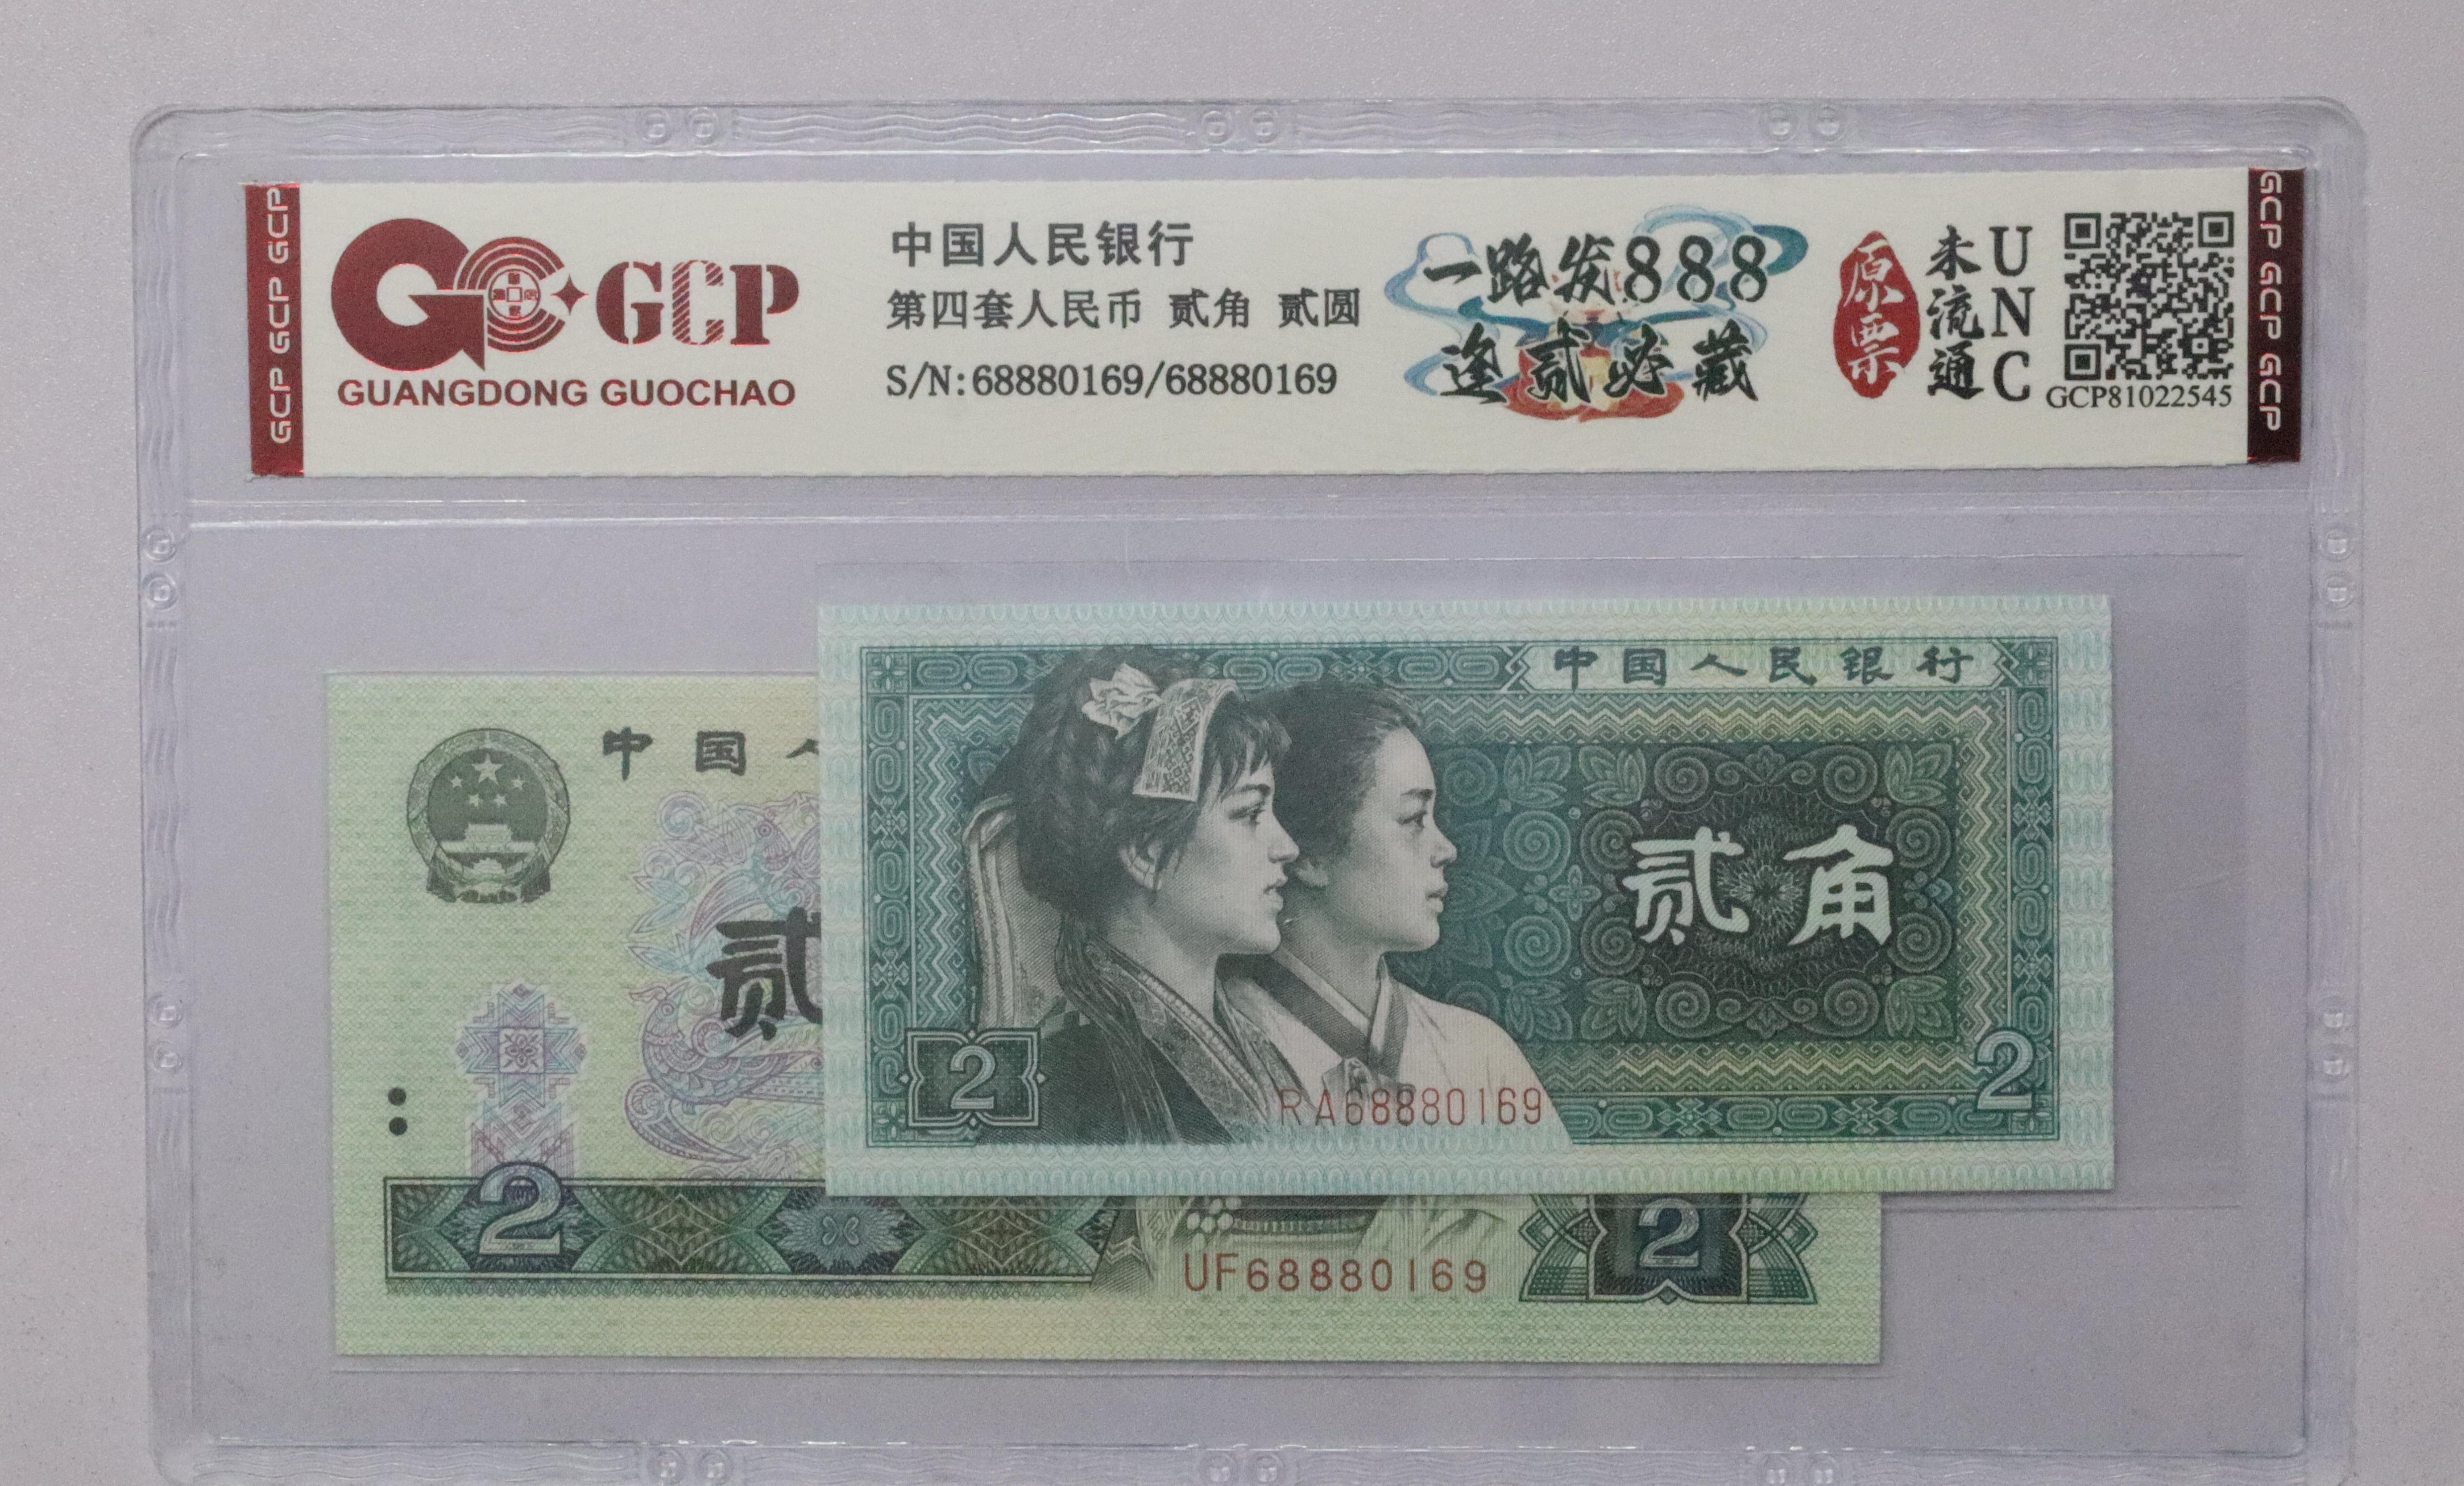 GCP GCP GCP
GCP
GUANGDONG GUOCHAO
中国人民银行
第四套人民币 贰角 贰圆
S/N:68880169/68880169
一路发888
逢贰必藏
原票
未流通
UNC
GCP81022545
GCP GCP GCP
中国人民银行
贰角
2
2
RA68880169
中国人
贰
2
2
UF68880169